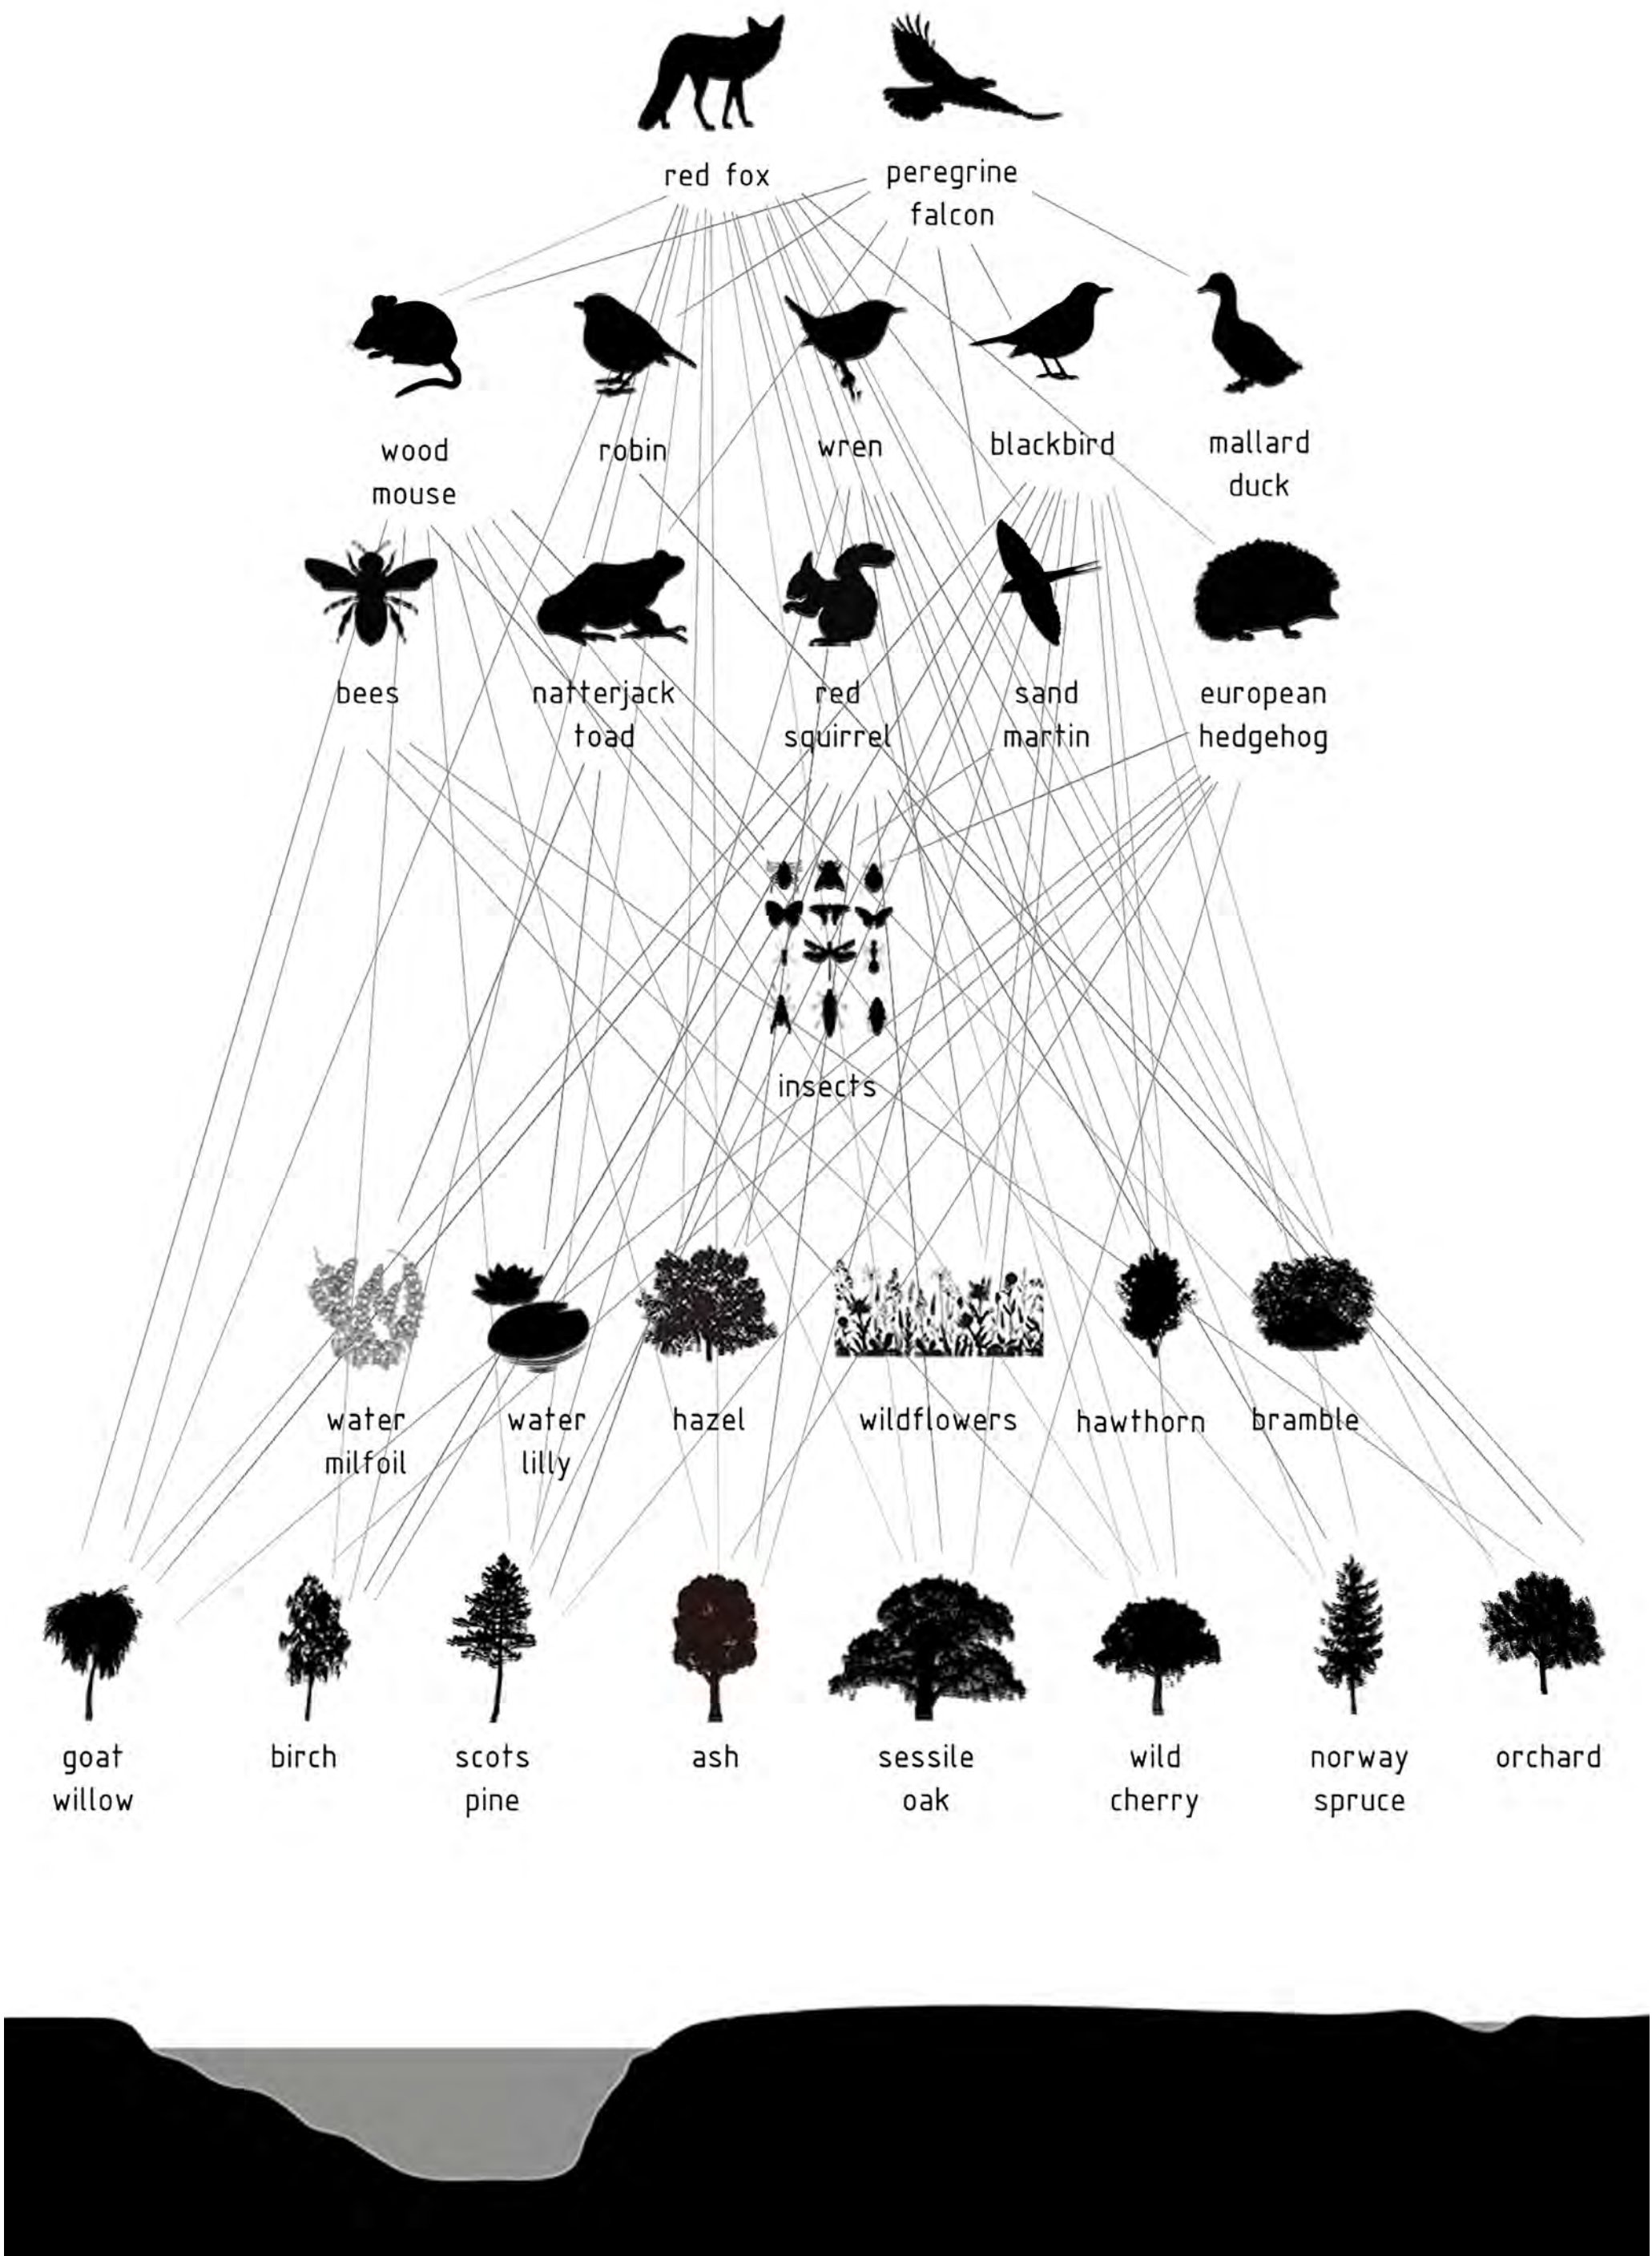 red fox
peregrine
falcon
wood
mouse
robin
wren
blackbird
mallard
duck
bees
natterjack
toad
red
squirrel
sand
martin
european
hedgehog
insects
water
milfoil
water
lilly
hazel
wildflowers
hawthorn
bramble
goat
willow
birch
scots
pine
ash
sessile
oak
wild
cherry
norway
spruce
orchard